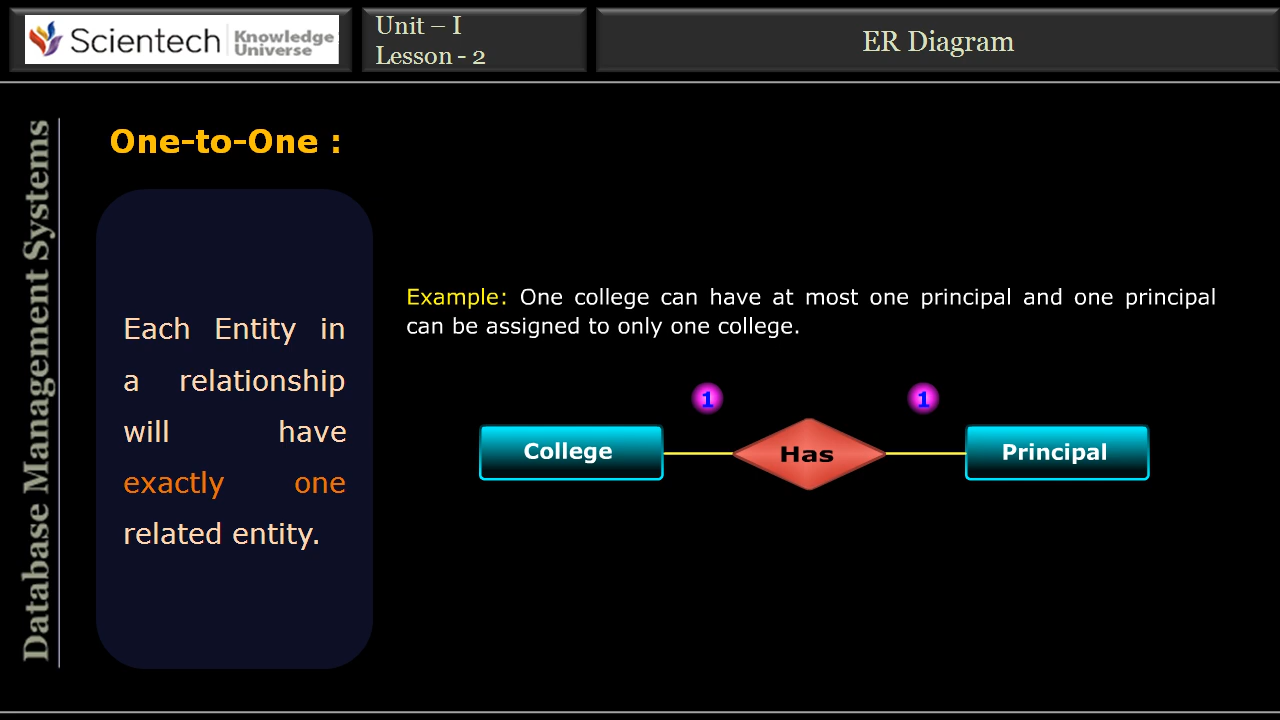 Scientech Knowledge Universe
Unit – I
Lesson - 2
ER Diagram
Database Management Systems
One-to-One :
Each Entity in
a relationship
will have
exactly one
related entity.
Example: One college can have at most one principal and one principal
can be assigned to only one college.
1 1
College Has Principal